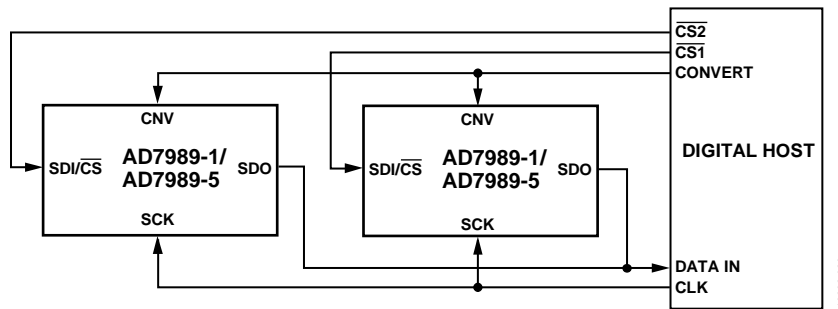 CS2
CS1
CONVERT
CNV
CNV
DIGITAL HOST
SDI/CS
AD7989-1/
AD7989-5
SDO
SDI/CS
AD7989-1/
AD7989-5
SDO
SCK
SCK
DATA IN
CLK